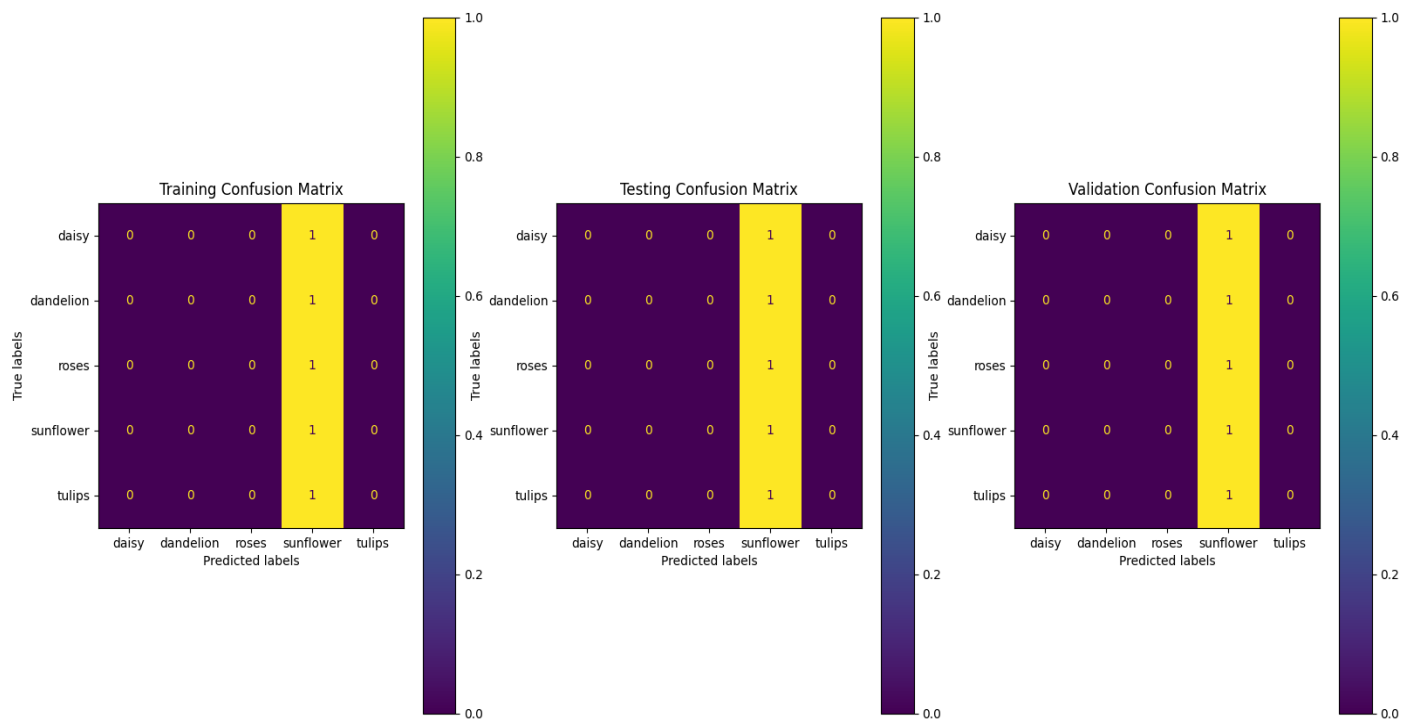 1.0
0.8
0.6
0.4
0.2
0.0
Training Confusion Matrix
True labels
daisy 0 0 0 1 0
dandelion 0 0 0 1 0
roses 0 0 0 1 0
sunflower 0 0 0 1 0
tulips 0 0 0 1 0
daisy dandelion roses sunflower tulips
Predicted labels
1.0
0.8
0.6
0.4
0.2
0.0
Testing Confusion Matrix
True labels
daisy 0 0 0 1 0
dandelion 0 0 0 1 0
roses 0 0 0 1 0
sunflower 0 0 0 1 0
tulips 0 0 0 1 0
daisy dandelion roses sunflower tulips
Predicted labels
1.0
0.8
0.6
0.4
0.2
0.0
Validation Confusion Matrix
True labels
daisy 0 0 0 1 0
dandelion 0 0 0 1 0
roses 0 0 0 1 0
sunflower 0 0 0 1 0
tulips 0 0 0 1 0
daisy dandelion roses sunflower tulips
Predicted labels